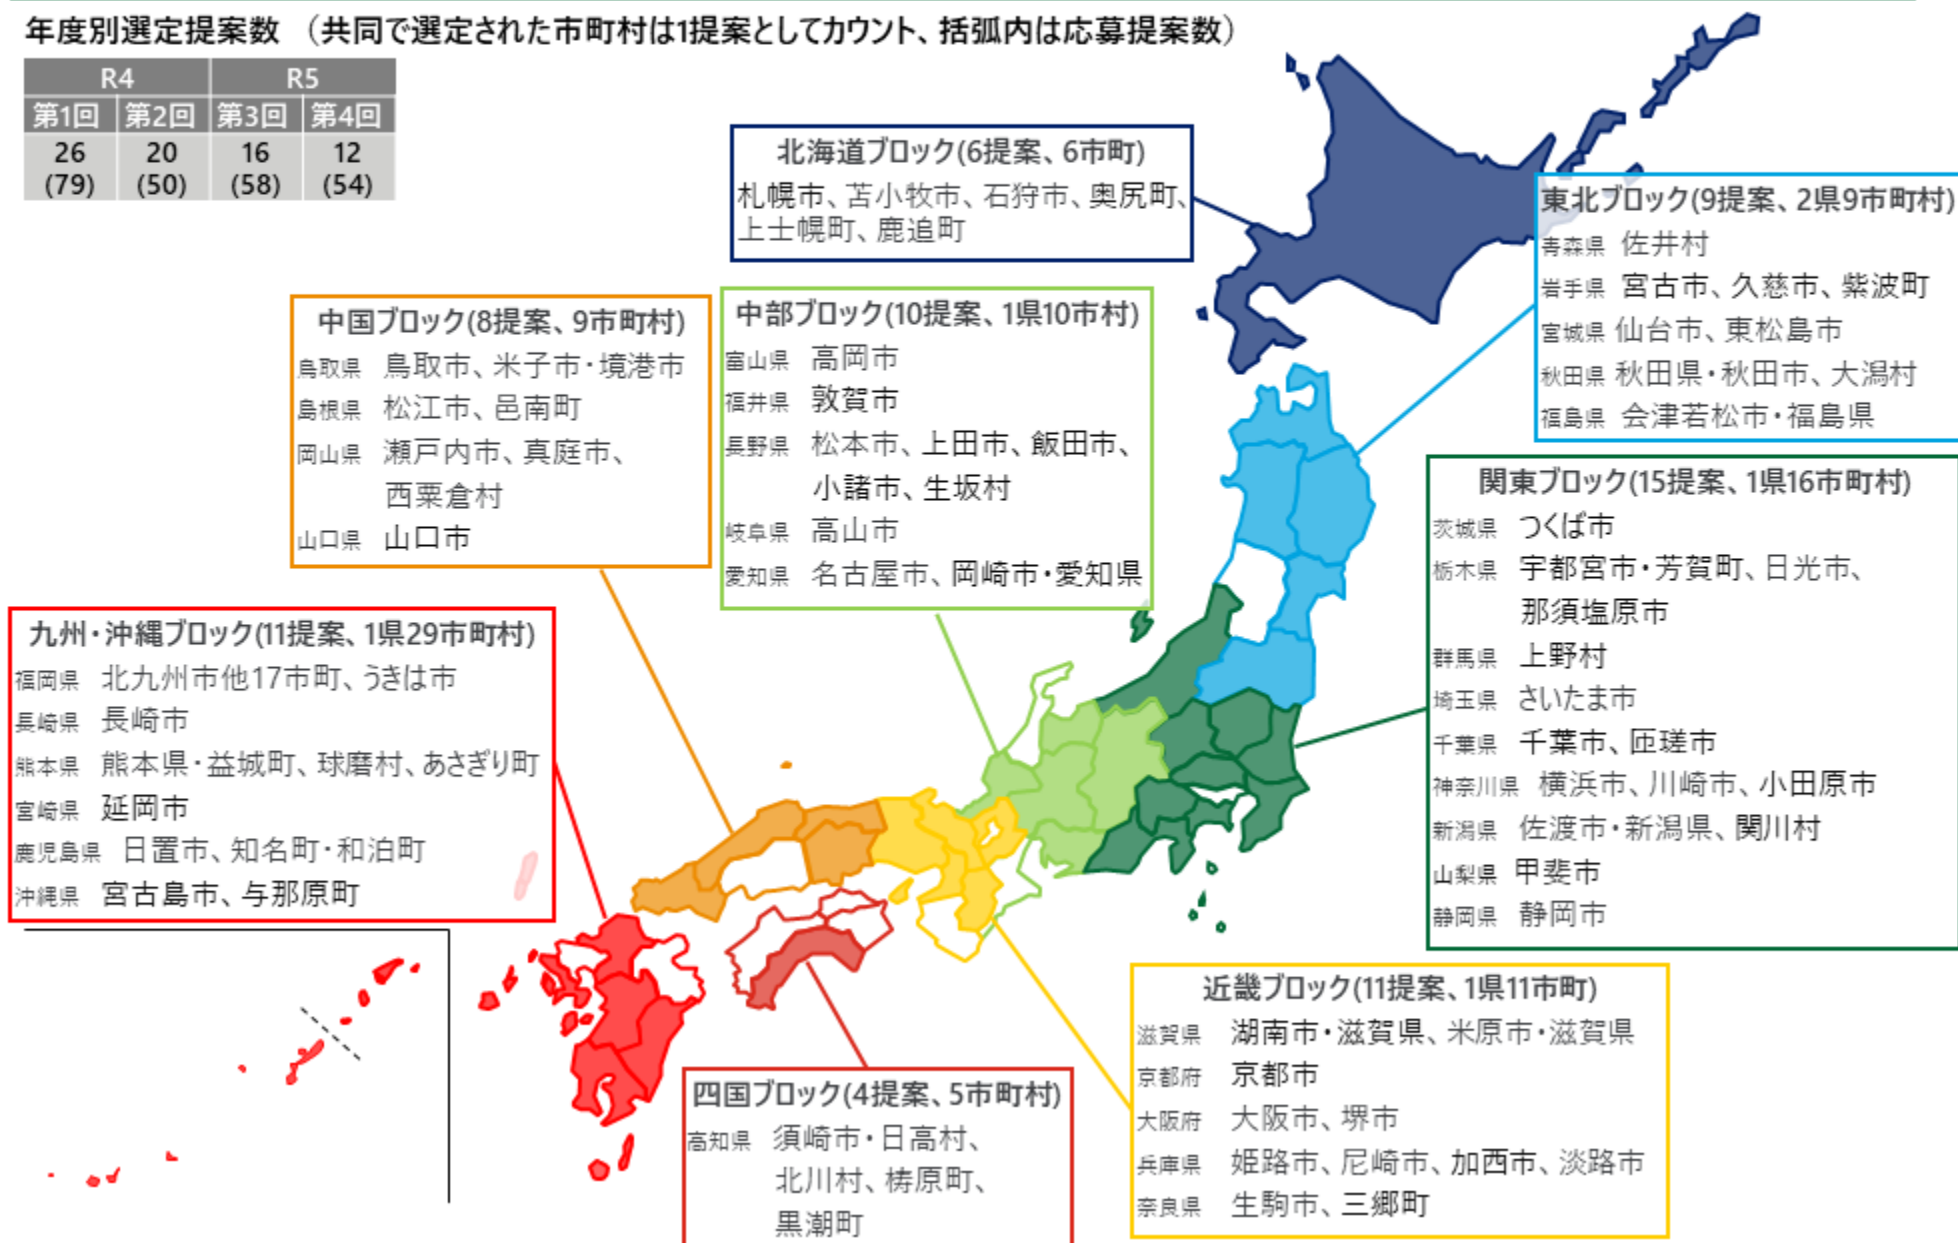 年度別選定提案数 （共同で選定された市町村は1提案としてカウント、括弧内は応募提案数）
R4 R5
第1回 第2回 第3回 第4回
26 20 16 12
(79) (50) (58) (54)
北海道ブロック(6提案、6市町)
札幌市、苫小牧市、石狩市、奥尻町、
上士幌町、鹿追町
東北ブロック(9提案、2県9市町村)
青森県 佐井村
岩手県 宮古市、久慈市、紫波町
宮城県 仙台市、東松島市
秋田県 秋田県・秋田市、大潟村
福島県 会津若松市・福島県
中国ブロック(8提案、9市町村)
鳥取県 鳥取市、米子市・境港市
島根県 松江市、邑南町
岡山県 瀬戸内市、真庭市、
西粟倉村
山口県 山口市
中部ブロック(10提案、1県10市村)
富山県 高岡市
福井県 敦賀市
長野県 松本市、上田市、飯田市、
小諸市、生坂村
岐阜県 高山市
愛知県 名古屋市、岡崎市・愛知県
関東ブロック(15提案、1県16市町村)
茨城県 つくば市
栃木県 宇都宮市・芳賀町、日光市、
那須塩原市
群馬県 上野村
埼玉県 さいたま市
千葉県 千葉市、匝瑳市
神奈川県 横浜市、川崎市、小田原市
新潟県 佐渡市・新潟県、関川村
山梨県 甲斐市
静岡県 静岡市
九州・沖縄ブロック(11提案、1県29市町村)
福岡県 北九州市他17市町、うきは市
長崎県 長崎市
熊本県 熊本県・益城町、球磨村、あさぎり町
宮崎県 延岡市
鹿児島県 日置市、知名町・和泊町
沖縄県 宮古島市、与那原町
近畿ブロック(11提案、1県11市町)
滋賀県 湖南市・滋賀県、米原市・滋賀県
京都府 京都市
大阪府 大阪市、堺市
兵庫県 姫路市、尼崎市、加西市、淡路市
奈良県 生駒市、三郷町
四国ブロック(4提案、5市町村)
高知県 須崎市・日高村、
北川村、梼原町、
黒潮町